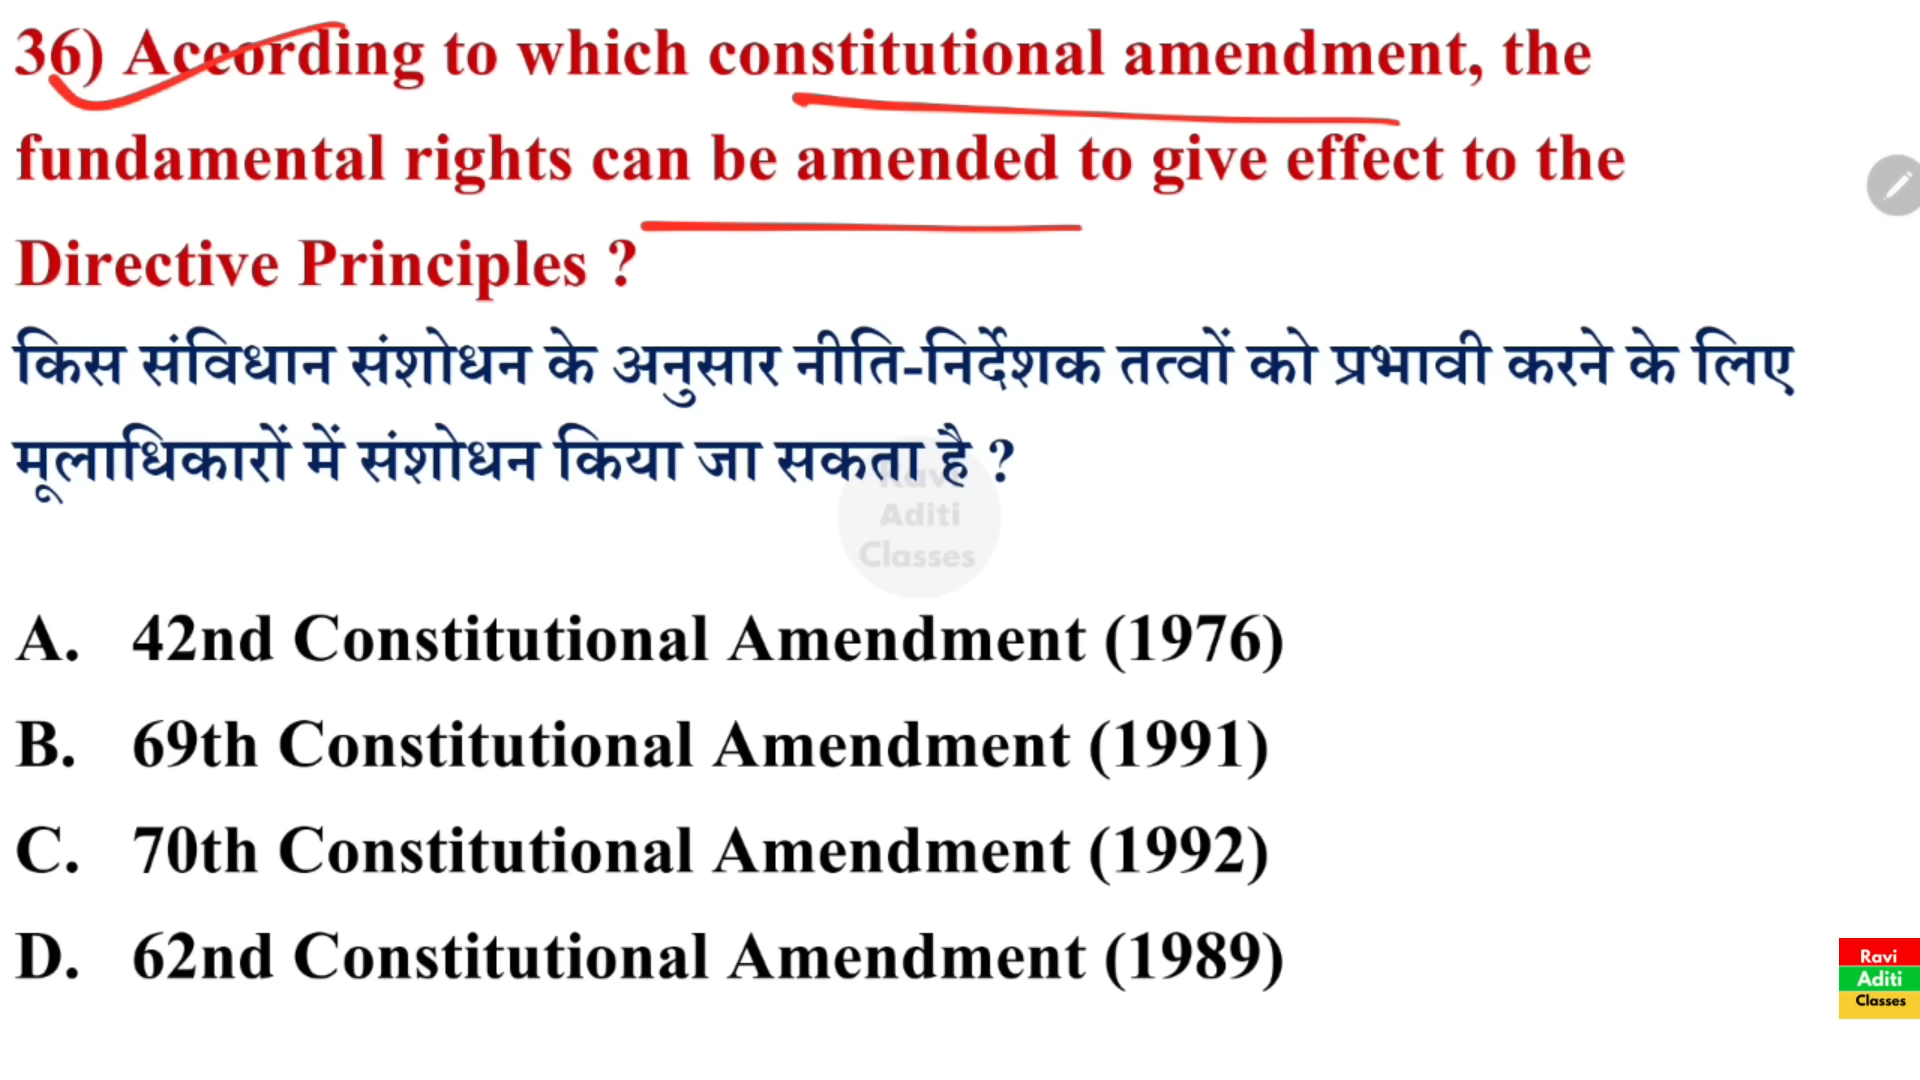 36) According to which constitutional amendment, the
fundamental rights can be amended to give effect to the
Directive Principles ?
किस संविधान संशोधन के अनुसार नीति-निर्देशक तत्वों को प्रभावी करने के लिए
मूलाधिकारों में संशोधन किया जा सकता है ?
Ravi
Aditi
Classes
A. 42nd Constitutional Amendment (1976)
B. 69th Constitutional Amendment (1991)
C. 70th Constitutional Amendment (1992)
D. 62nd Constitutional Amendment (1989)
Ravi
Aditi
Classes